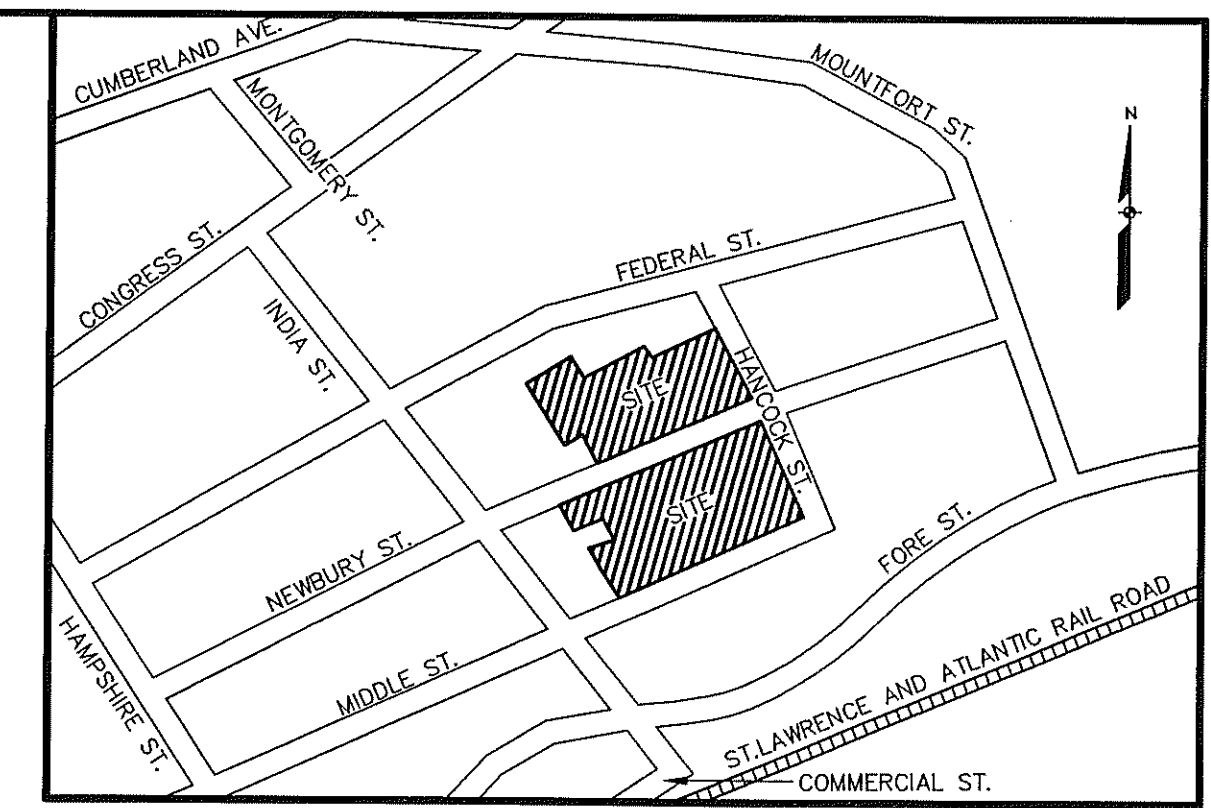 CUMBERLAND AVE.
MOUNTFORT ST.
MONTGOMERY ST.
N
CONGRESS ST.
FEDERAL ST.
INDIA ST.
HANCOCK ST.
SITE
SITE
NEWBURY ST.
FORE ST.
HAMPSHIRE ST.
MIDDLE ST.
ST.LAWRENCE AND ATLANTIC RAIL ROAD
COMMERCIAL ST.